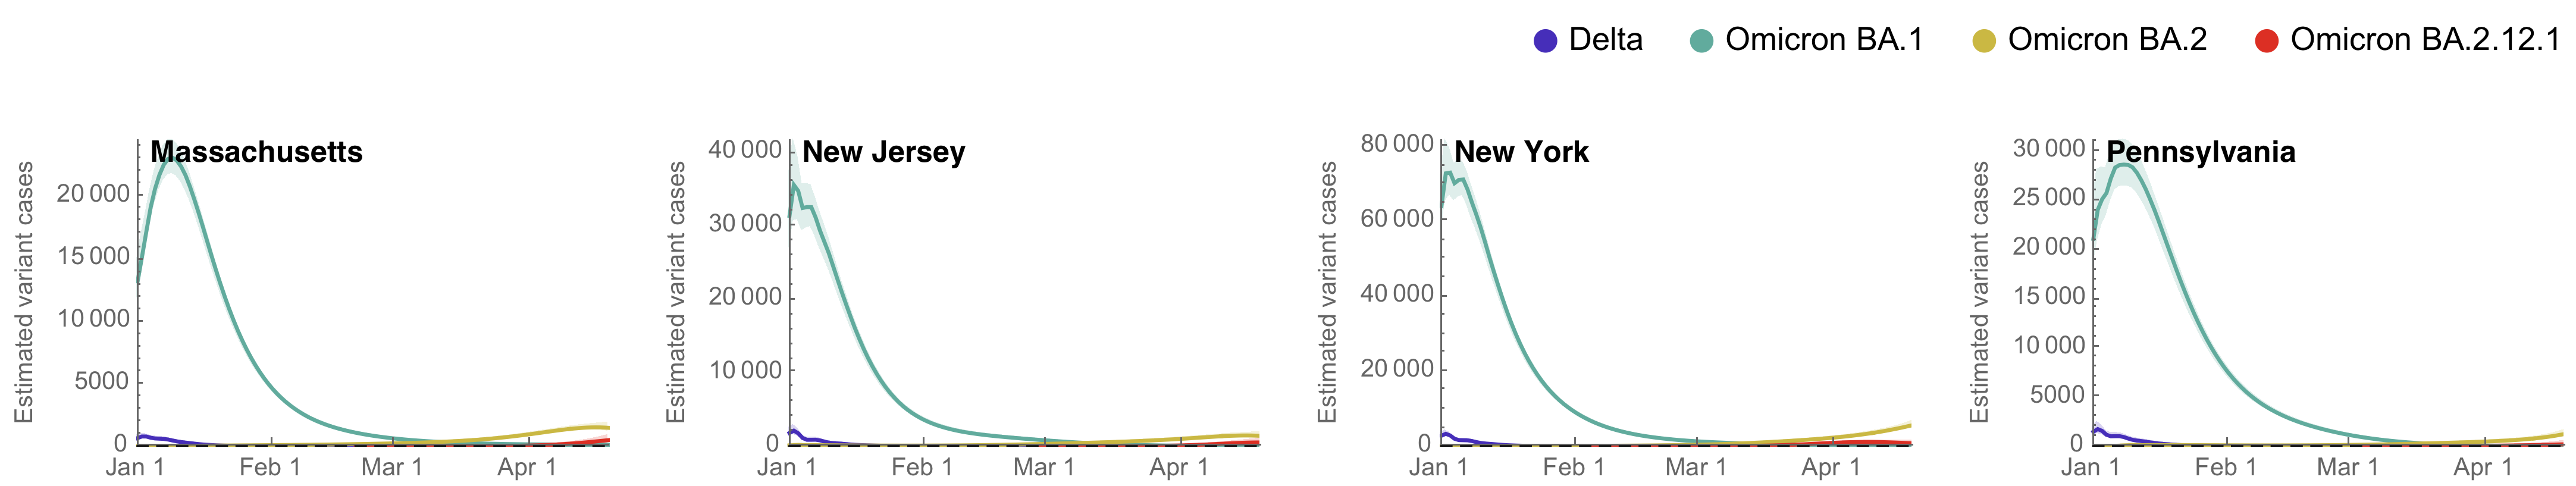 Delta Omicron BA.1 Omicron BA.2 Omicron BA.2.12.1
Massachusetts
Estimated variant cases
20 000
15 000
10 000
5000
0
Jan 1 Feb 1 Mar 1 Apr 1
New Jersey
Estimated variant cases
40 000
30 000
20 000
10 000
0
Jan 1 Feb 1 Mar 1 Apr 1
New York
Estimated variant cases
80 000
60 000
40 000
20 000
0
Jan 1 Feb 1 Mar 1 Apr 1
Pennsylvania
Estimated variant cases
30 000
25 000
20 000
15 000
10 000
5000
0
Jan 1 Feb 1 Mar 1 Apr 1